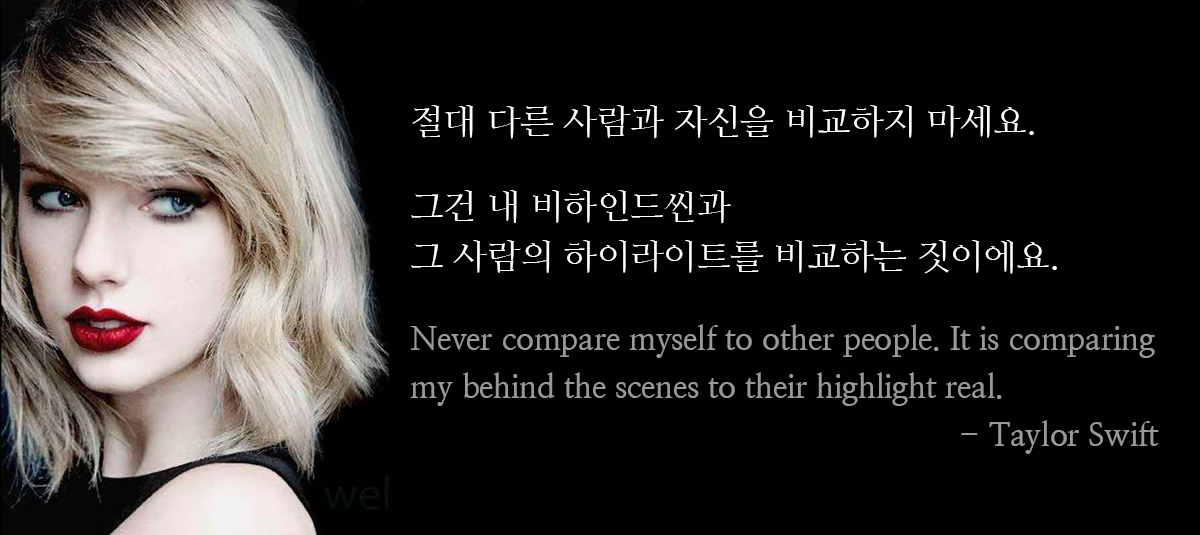 절대 다른 사람과 자신을 비교하지 마세요.
그건 내 비하인드씬과
그 사람의 하이라이트를 비교하는 짓이에요.
Never compare myself to other people. It is comparing
my behind the scenes to their highlight real.
– Taylor Swift
wel